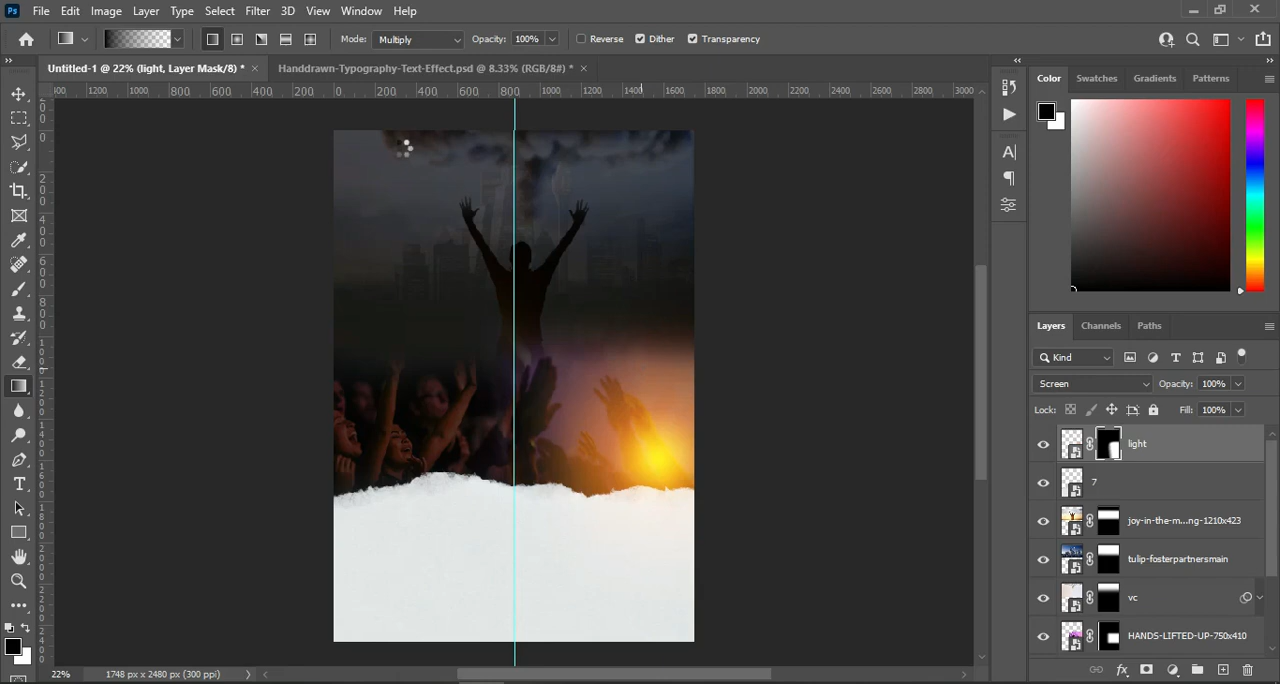 Ps File Edit Image Layer Type Select Filter 3D View Window Help
Mode: Multiply Opacity: 100% Reverse Dither Transparency
Untitled-1 @ 22% (light, Layer Mask/8) * × Handdrawn-Typography-Text-Effect.psd @ 8.33% (RGB/8#) * ×
1200 1000 800 600 400 200 0 200 400 600 800 1000 1200 1400 1600 1800 2000 2200 2400 2600 2800 3000
Color Swatches Gradients Patterns
Layers Channels Paths
Kind
Screen Opacity: 100%
Lock: Fill: 100%
light
7
joy-in-the-m...ng-1210x423
tulip-fosterpartnersmain
vc
HANDS-LIFTED-UP-750x410
22% 1748 px x 2480 px (300 ppi)